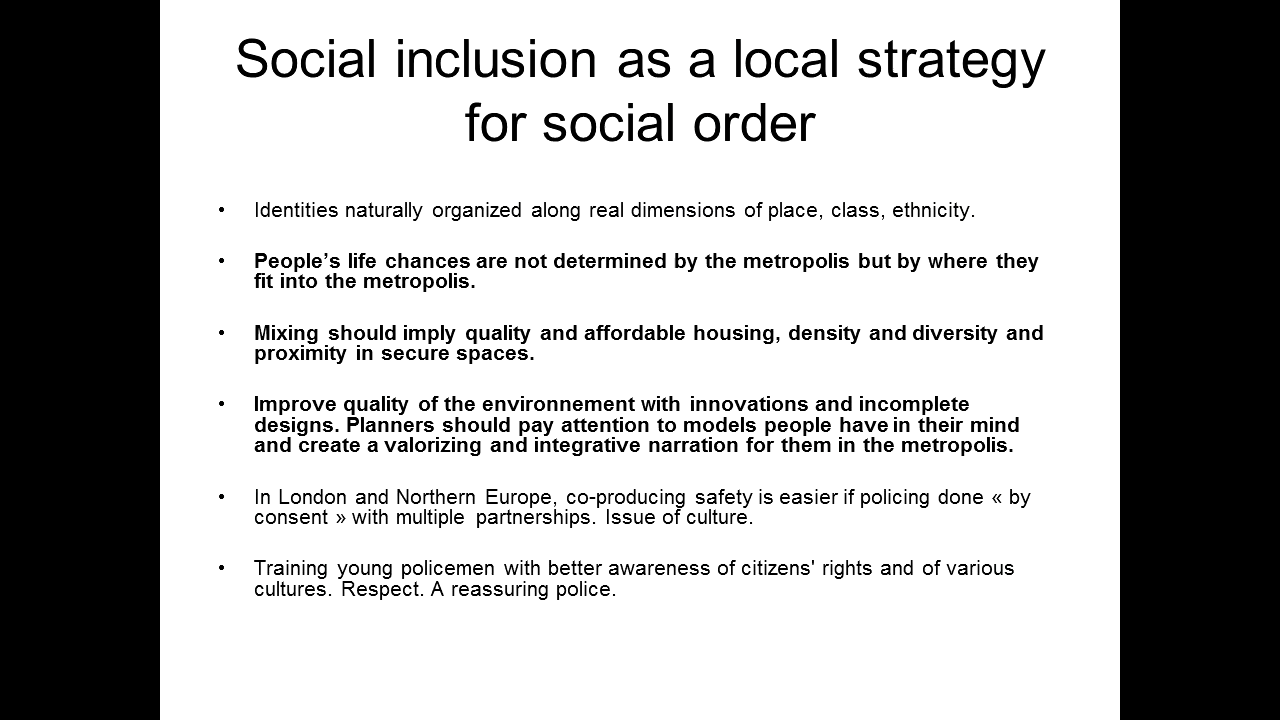 Social inclusion as a local strategy
for social order
• Identities naturally organized along real dimensions of place, class, ethnicity.
• People’s life chances are not determined by the metropolis but by where they
fit into the metropolis.
• Mixing should imply quality and affordable housing, density and diversity and
proximity in secure spaces.
• Improve quality of the environnement with innovations and incomplete
designs. Planners should pay attention to models people have in their mind
and create a valorizing and integrative narration for them in the metropolis.
• In London and Northern Europe, co-producing safety is easier if policing done « by
consent » with multiple partnerships. Issue of culture.
• Training young policemen with better awareness of citizens' rights and of various
cultures. Respect. A reassuring police.